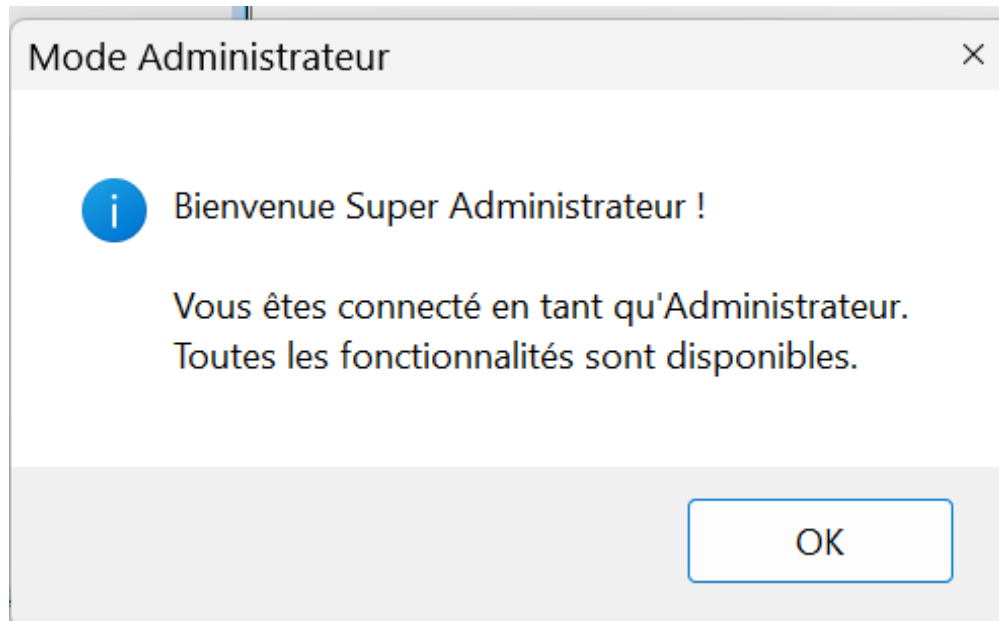 Mode Administrateur
Bienvenue Super Administrateur !
Vous êtes connecté en tant qu'Administrateur.
Toutes les fonctionnalités sont disponibles.
OK